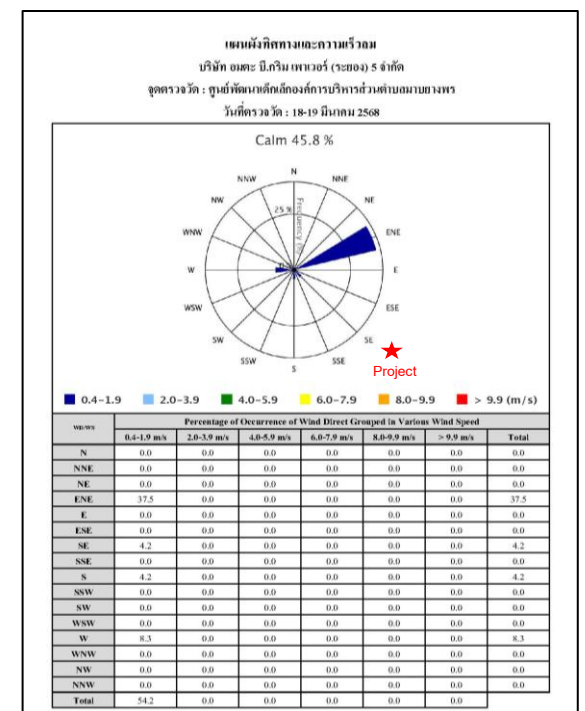 แผนผังทิศทางและความเร็วลม
บริษัท อมตะ บี.กริม เพาเวอร์ (ระยอง) 5 จำกัด
จุดตรวจวัด : ศูนย์พัฒนาเด็กเล็กองค์การบริหารส่วนตำบลมาบยางพร
วันที่ตรวจวัด : 18-19 มีนาคม 2568
Calm 45.8 %
N
NNW NNE
NW NE
25 %
Frequency (%)
WNW ENE
W E
WSW ESE
SW SE
SSW SSE
S
Project
0.4-1.9 2.0-3.9 4.0-5.9 6.0-7.9 8.0-9.9 > 9.9 (m/s)
WD/WS Percentage of Occurrence of Wind Direct Grouped in Various Wind Speed
0.4-1.9 m/s 2.0-3.9 m/s 4.0-5.9 m/s 6.0-7.9 m/s 8.0-9.9 m/s > 9.9 m/s Total
N 0.0 0.0 0.0 0.0 0.0 0.0 0.0
NNE 0.0 0.0 0.0 0.0 0.0 0.0 0.0
NE 0.0 0.0 0.0 0.0 0.0 0.0 0.0
ENE 37.5 0.0 0.0 0.0 0.0 0.0 37.5
E 0.0 0.0 0.0 0.0 0.0 0.0 0.0
ESE 0.0 0.0 0.0 0.0 0.0 0.0 0.0
SE 4.2 0.0 0.0 0.0 0.0 0.0 4.2
SSE 0.0 0.0 0.0 0.0 0.0 0.0 0.0
S 4.2 0.0 0.0 0.0 0.0 0.0 4.2
SSW 0.0 0.0 0.0 0.0 0.0 0.0 0.0
SW 0.0 0.0 0.0 0.0 0.0 0.0 0.0
WSW 0.0 0.0 0.0 0.0 0.0 0.0 0.0
W 8.3 0.0 0.0 0.0 0.0 0.0 8.3
WNW 0.0 0.0 0.0 0.0 0.0 0.0 0.0
NW 0.0 0.0 0.0 0.0 0.0 0.0 0.0
NNW 0.0 0.0 0.0 0.0 0.0 0.0 0.0
Total 54.2 0.0 0.0 0.0 0.0 0.0